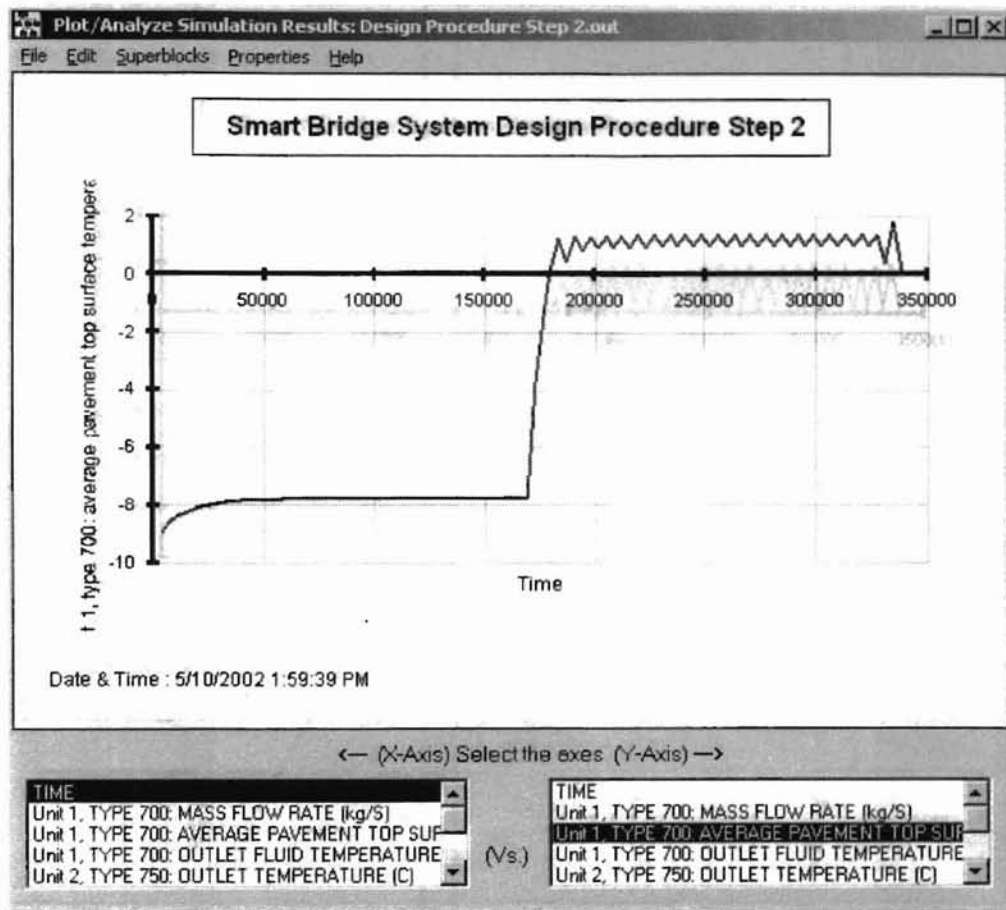 Plot/Analyze Simulation Results: Design Procedure Step 2.out
File Edit Superblocks Properties Help
Smart Bridge System Design Procedure Step 2
t 1, type 700: average pavement top surface tempera
2
0
-2
-4
-6
-8
-10
50000 100000 150000 200000 250000 300000 350000
Time
Date & Time : 5/10/2002 1:59:39 PM
<— (X-Axis) Select the axes (Y-Axis) —>
TIME
Unit 1, TYPE 700: MASS FLOW RATE (kg/S)
Unit 1, TYPE 700: AVERAGE PAVEMENT TOP SUF
Unit 1, TYPE 700: OUTLET FLUID TEMPERATURE
Unit 2, TYPE 750: OUTLET TEMPERATURE (C)
(Vs.)
TIME
Unit 1, TYPE 700: MASS FLOW RATE (kg/S)
Unit 1, TYPE 700: AVERAGE PAVEMENT TOP SUF
Unit 1, TYPE 700: OUTLET FLUID TEMPERATURE
Unit 2, TYPE 750: OUTLET TEMPERATURE (C)